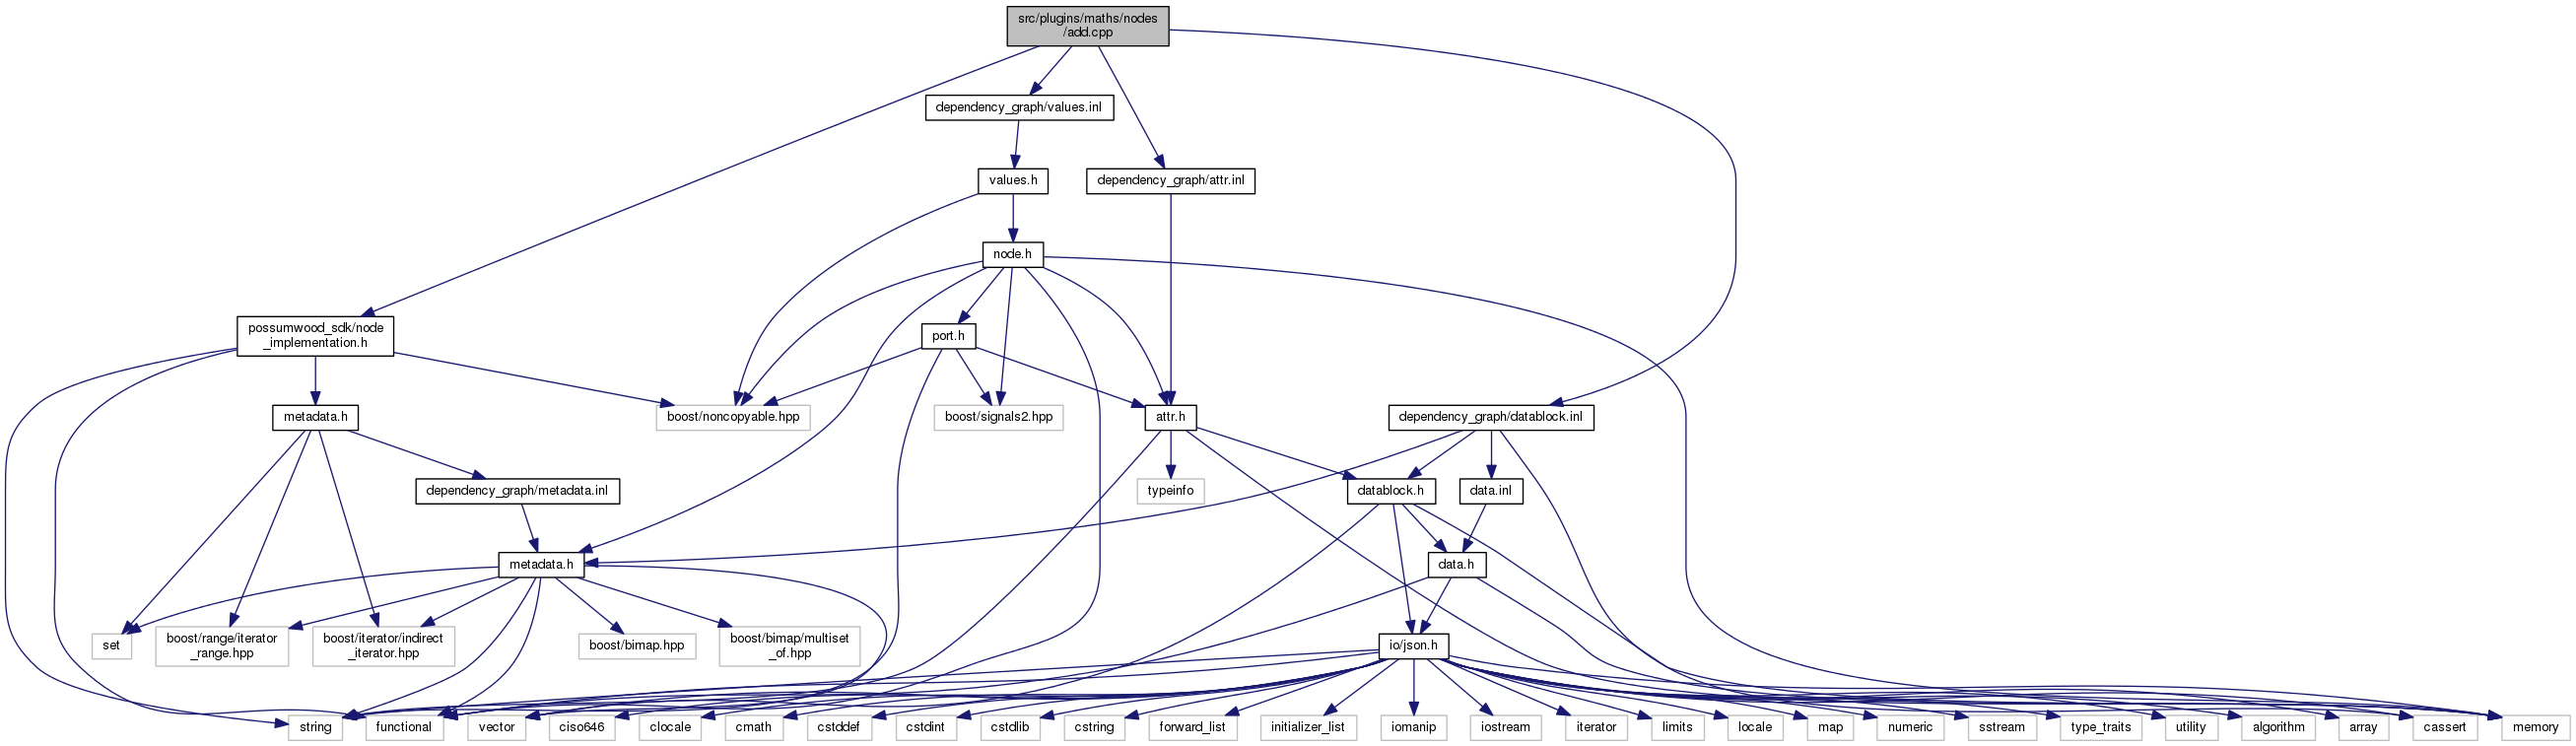 src/plugins/maths/nodes
/add.cpp
dependency_graph/values.inl
values.h
dependency_graph/attr.inl
node.h
possumwood_sdk/node
_implementation.h
port.h
metadata.h
boost/noncopyable.hpp
boost/signals2.hpp
attr.h
dependency_graph/datablock.inl
dependency_graph/metadata.inl
typeinfo
datablock.h
data.inl
metadata.h
data.h
set
boost/range/iterator
_range.hpp
boost/iterator/indirect
_iterator.hpp
boost/bimap.hpp
boost/bimap/multiset
_of.hpp
io/json.h
string
functional
vector
ciso646
clocale
cmath
cstddef
cstdint
cstdlib
cstring
forward_list
initializer_list
iomanip
iostream
iterator
limits
locale
map
numeric
sstream
type_traits
utility
algorithm
array
cassert
memory